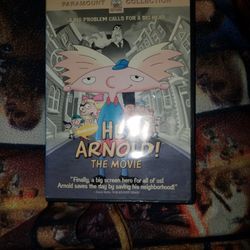 PARAMOUNT COLLECTION
A BIG PROBLEM CALLS FOR A BIG HEAD
HEY
ARNOLD!
THE MOVIE
"Finally, a big screen hero for all of us!
Arnold saves the day by saving his neighborhood!"